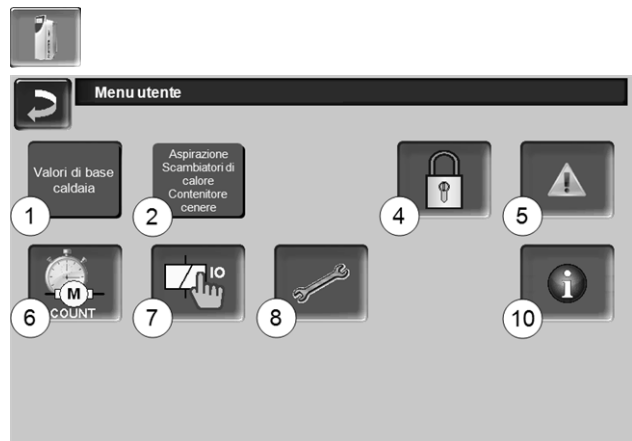 Menu utente
Valori di base
caldaia
1
Aspirazione
Scambiatori di
calore
Contenitore
cenere
2
4
5
M
COUNT
6
IO
7
8
i
10